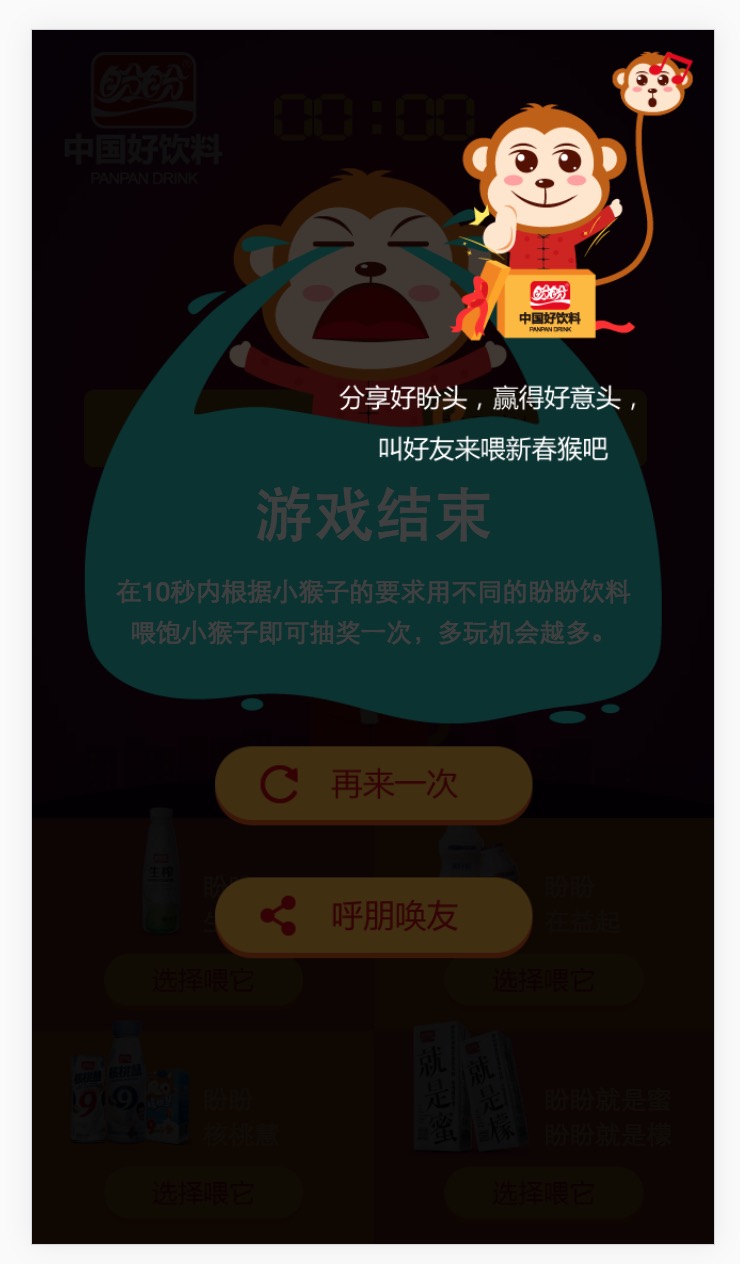 盼盼
中国好饮料
PANPAN DRINK
00:00
盼盼
中国好饮料
PANPAN DRINK
分享好盼头，赢得好意头，
叫好友来喂新春猴吧
游戏结束
在10秒内根据小猴子的要求用不同的盼盼饮料
喂饱小猴子即可抽奖一次，多玩机会越多。
再来一次
盼盼
呼朋唤友
在益起
选择喂它
选择喂它
盼盼
核桃慧
盼盼就是蜜
盼盼就是檬
就是蜜
就是檬
选择喂它
选择喂它